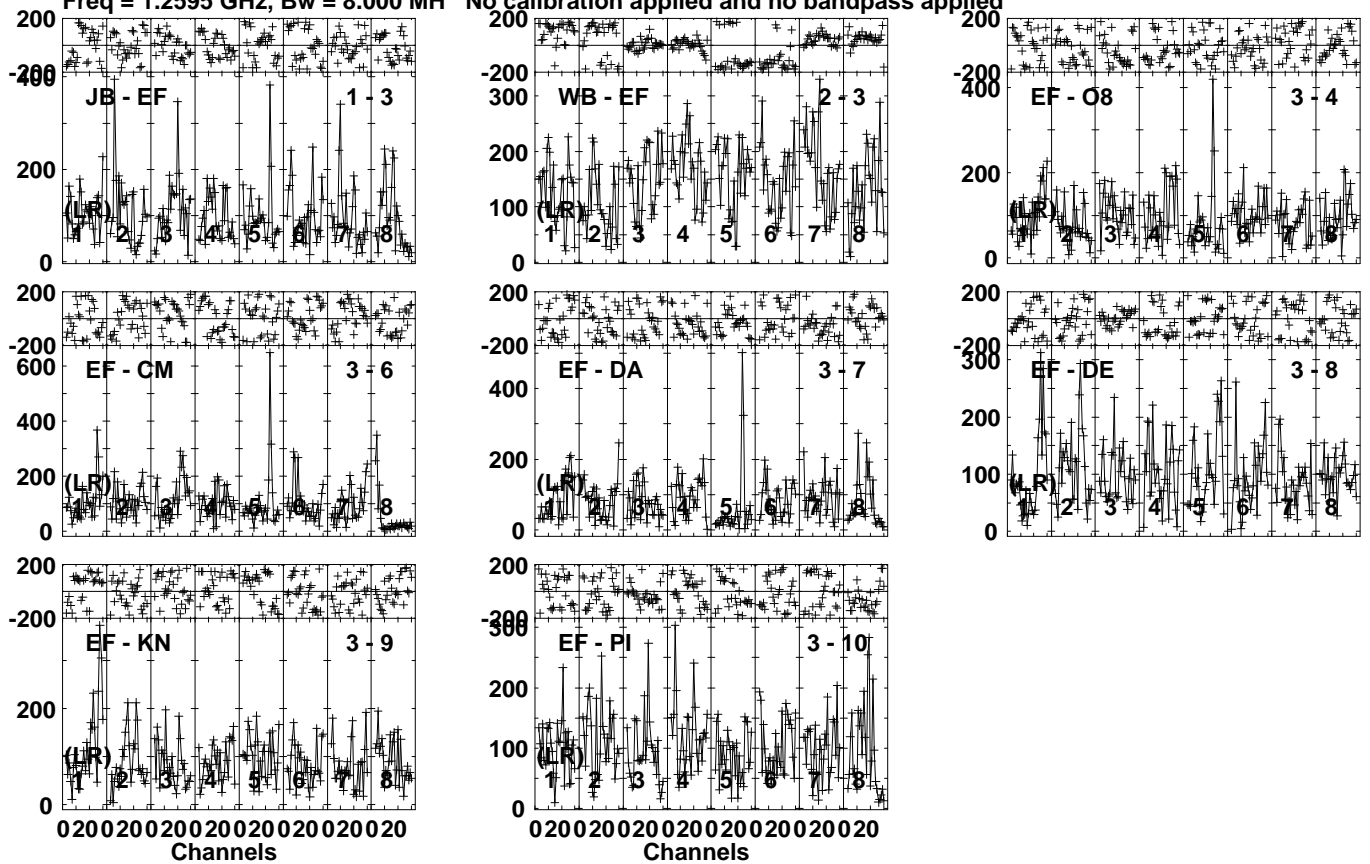 Freq = 1.2595 GHz, Bw = 8.000 MH No calibration applied and no bandpass applied
200 200 200
-200 -200 -200
400 300 400
JB - EF 1 - 3 WB - EF 2 - 3 EF - O8 3 - 4
200 200 200
100
(LR) (LR) (LR)
1 2 3 4 5 6 7 8 1 2 3 4 5 6 7 8 1 2 3 4 5 6 7 8
0 0 0
200 200 200
-200 -200 -200
600 400 300
EF - CM 3 - 6 EF - DA 3 - 7 EF - DE 3 - 8
400 200 200
200 100
(LR) (LR) (LR)
1 2 3 4 5 6 7 8 1 2 3 4 5 6 7 8 1 2 3 4 5 6 7 8
0 0 0
200 200
-200 -200
300
EF - KN 3 - 9 EF - PI 3 - 10
200 200
100
(LR) (LR)
1 2 3 4 5 6 7 8 1 2 3 4 5 6 7 8
0 0
0 20 0 20 0 20 0 20 0 20 0 20 0 20 0 20 0 20 0 20 0 20 0 20 0 20 0 20 0 20 0 20
Channels Channels